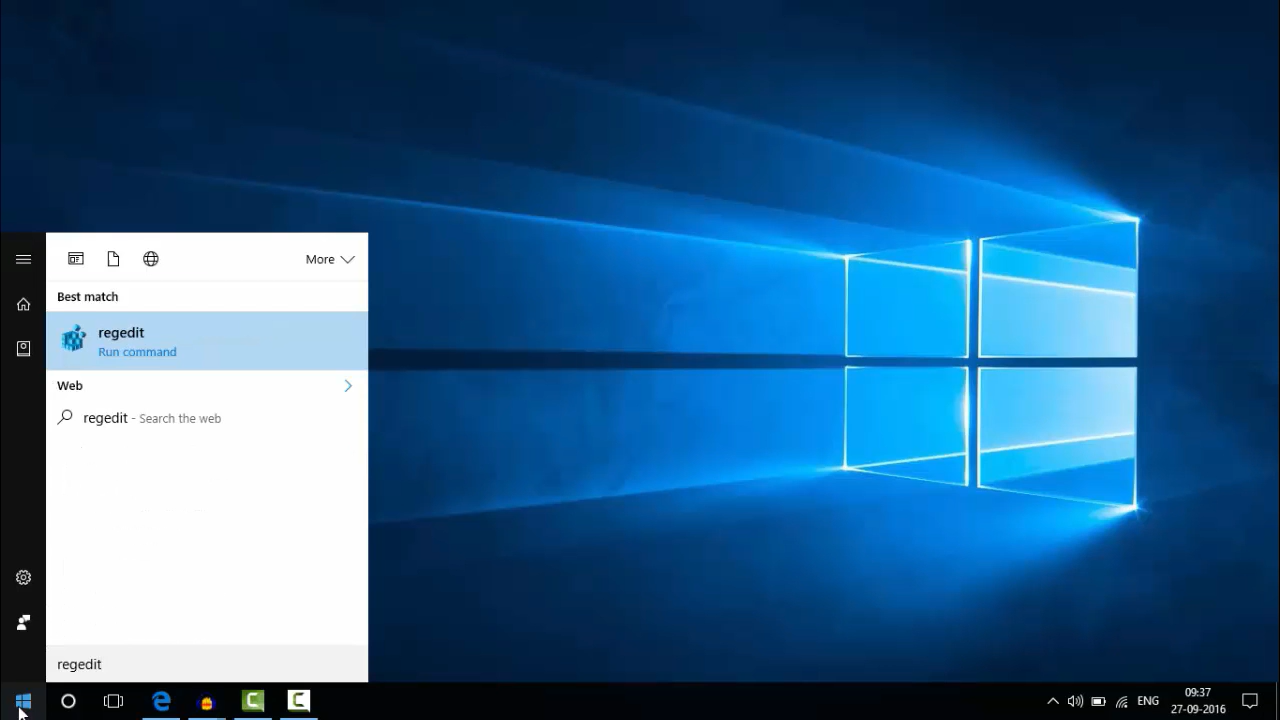 More
Best match
regedit
Run command
Web
regedit - Search the web
regedit
ENG
09:37
27-09-2016